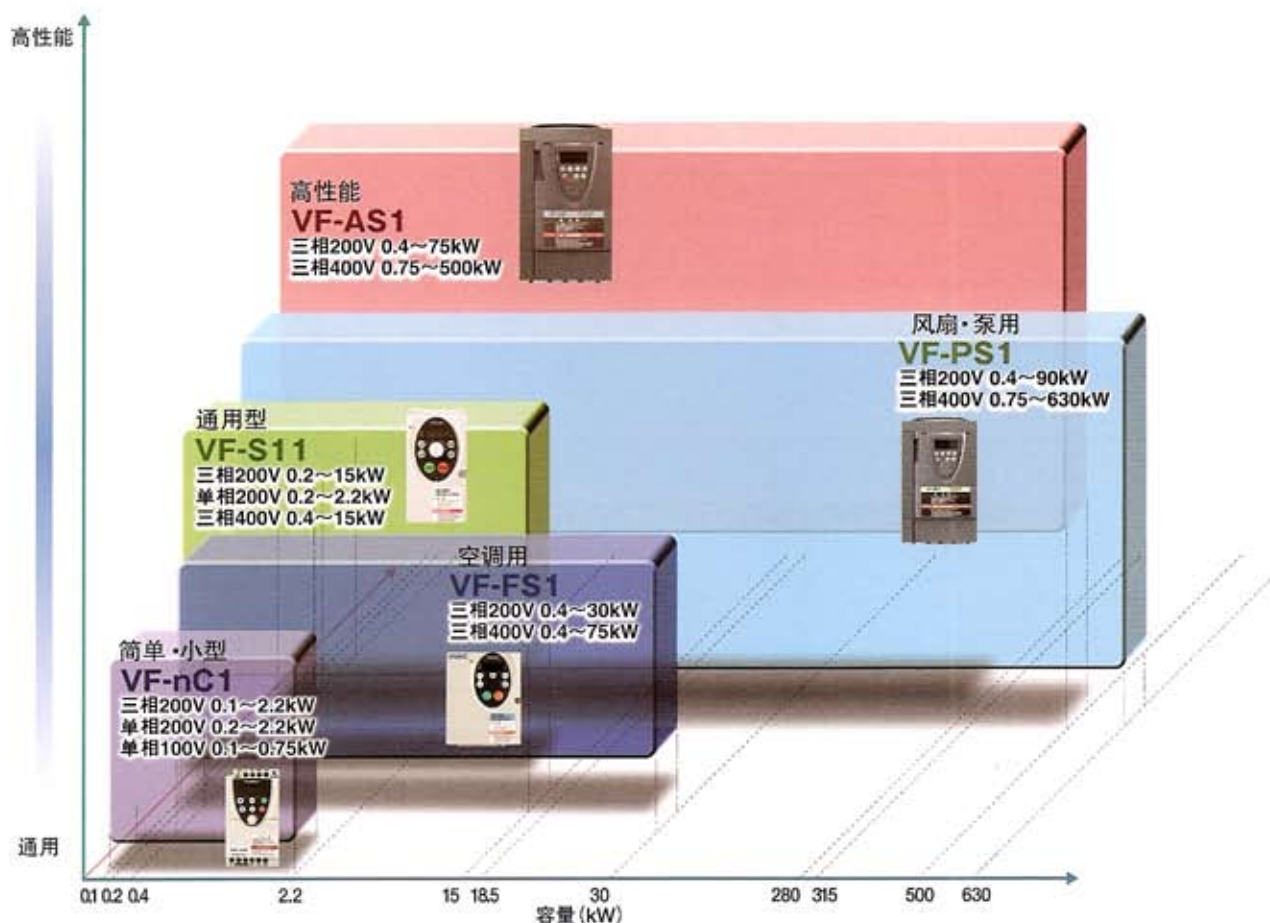 高性能
高性能
VF-AS1
三相200V 0.4～75kW
三相400V 0.75～500kW
风扇·泵用
VF-PS1
三相200V 0.4～90kW
三相400V 0.75～630kW
通用型
VF-S11
三相200V 0.2～15kW
单相200V 0.2～2.2kW
三相400V 0.4～15kW
空调用
VF-FS1
三相200V 0.4～30kW
三相400V 0.4～75kW
简单·小型
VF-nC1
三相200V 0.1～2.2kW
单相200V 0.2～2.2kW
单相100V 0.1～0.75kW
通用
0.1 0.2 0.4 2.2 15 18.5 30 280 315 500 630
容量(kW)